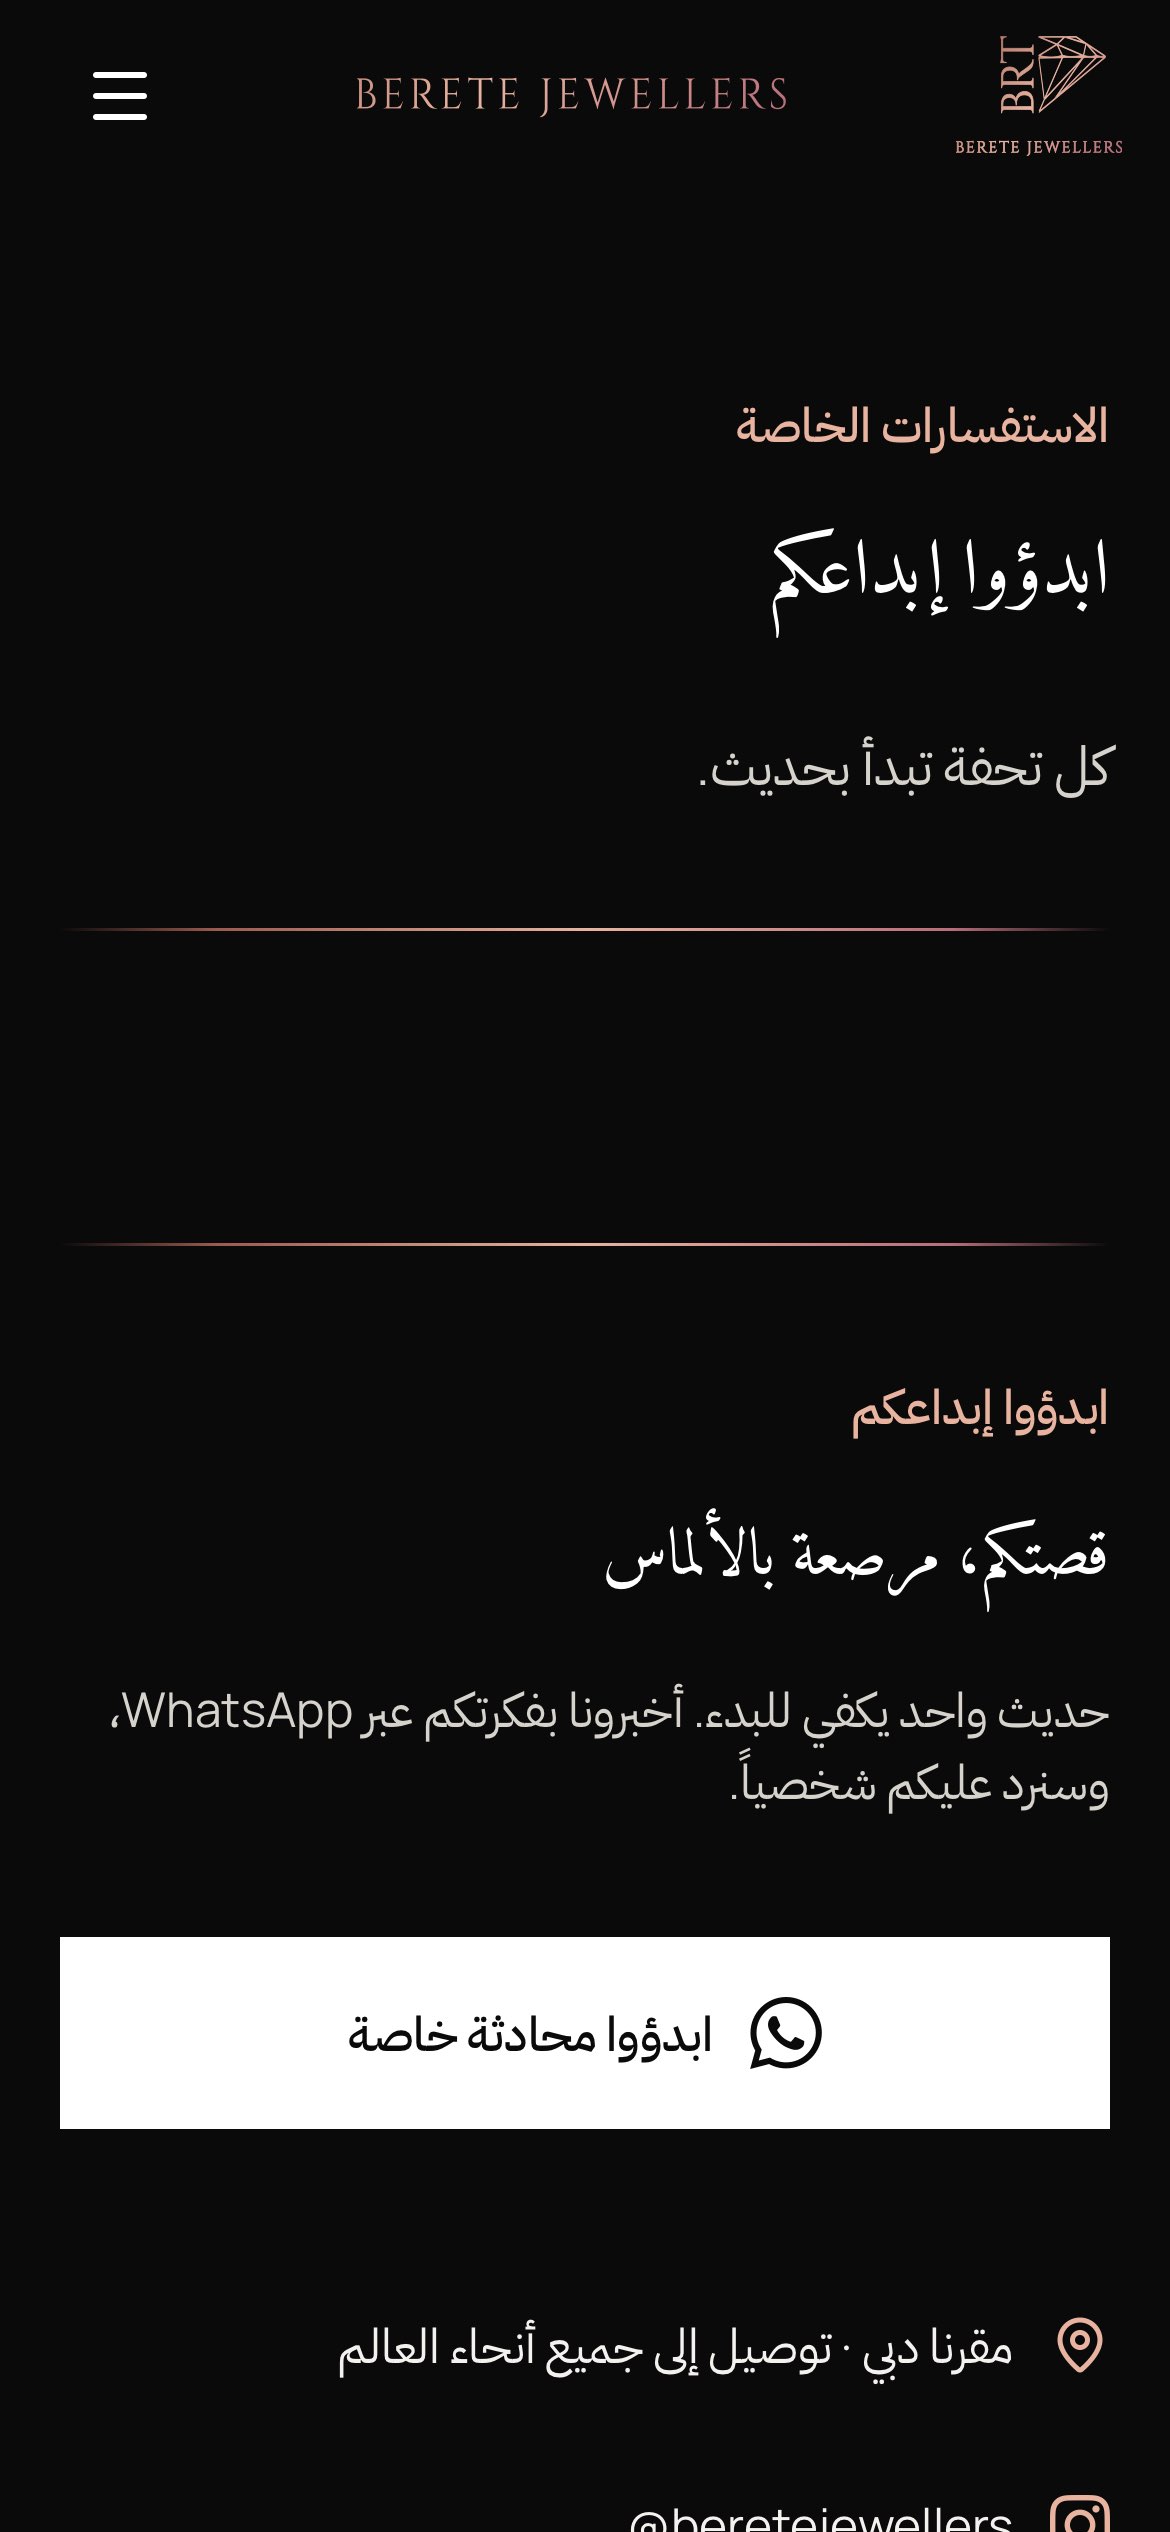 BRT
BERETE JEWELLERS
BERETE JEWELLERS
الاستفسارات الخاصة
ابدؤوا إبداعكم
كل تحفة تبدأ بحديث.
ابدؤوا إبداعكم
قصتكم، مرصعة بالألماس
حديث واحد يكفي للبدء. أخبرونا بفكرتكم عبر WhatsApp،
وسنرد عليكم شخصياً.
ابدؤوا محادثة خاصة
مقرنا دبي · توصيل إلى جميع أنحاء العالم
@beretejewellers